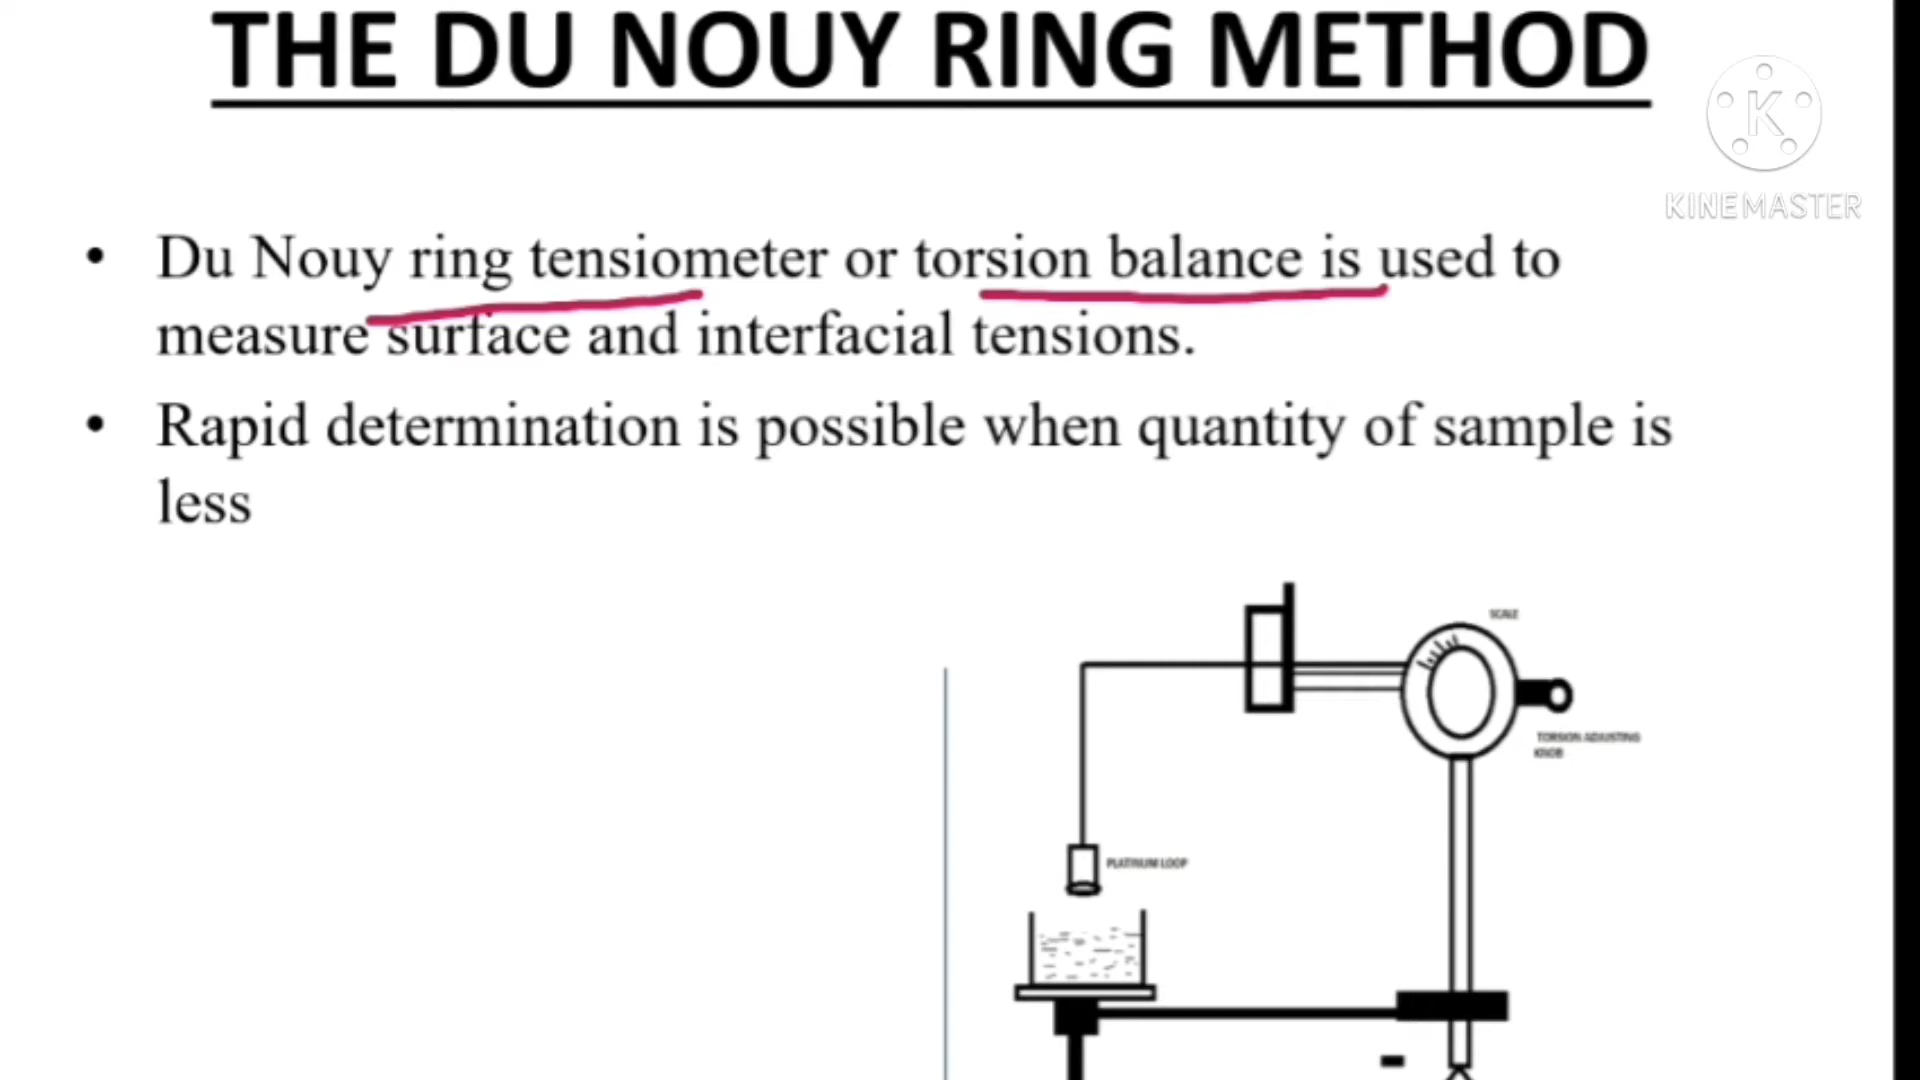 THE DU NOUY RING METHOD
K
KINEMASTER
• Du Nouy ring tensiometer or torsion balance is used to
measure surface and interfacial tensions.
• Rapid determination is possible when quantity of sample is
less
SCALE
TORSION ADJUSTING
KNOB
PLATINUM LOOP